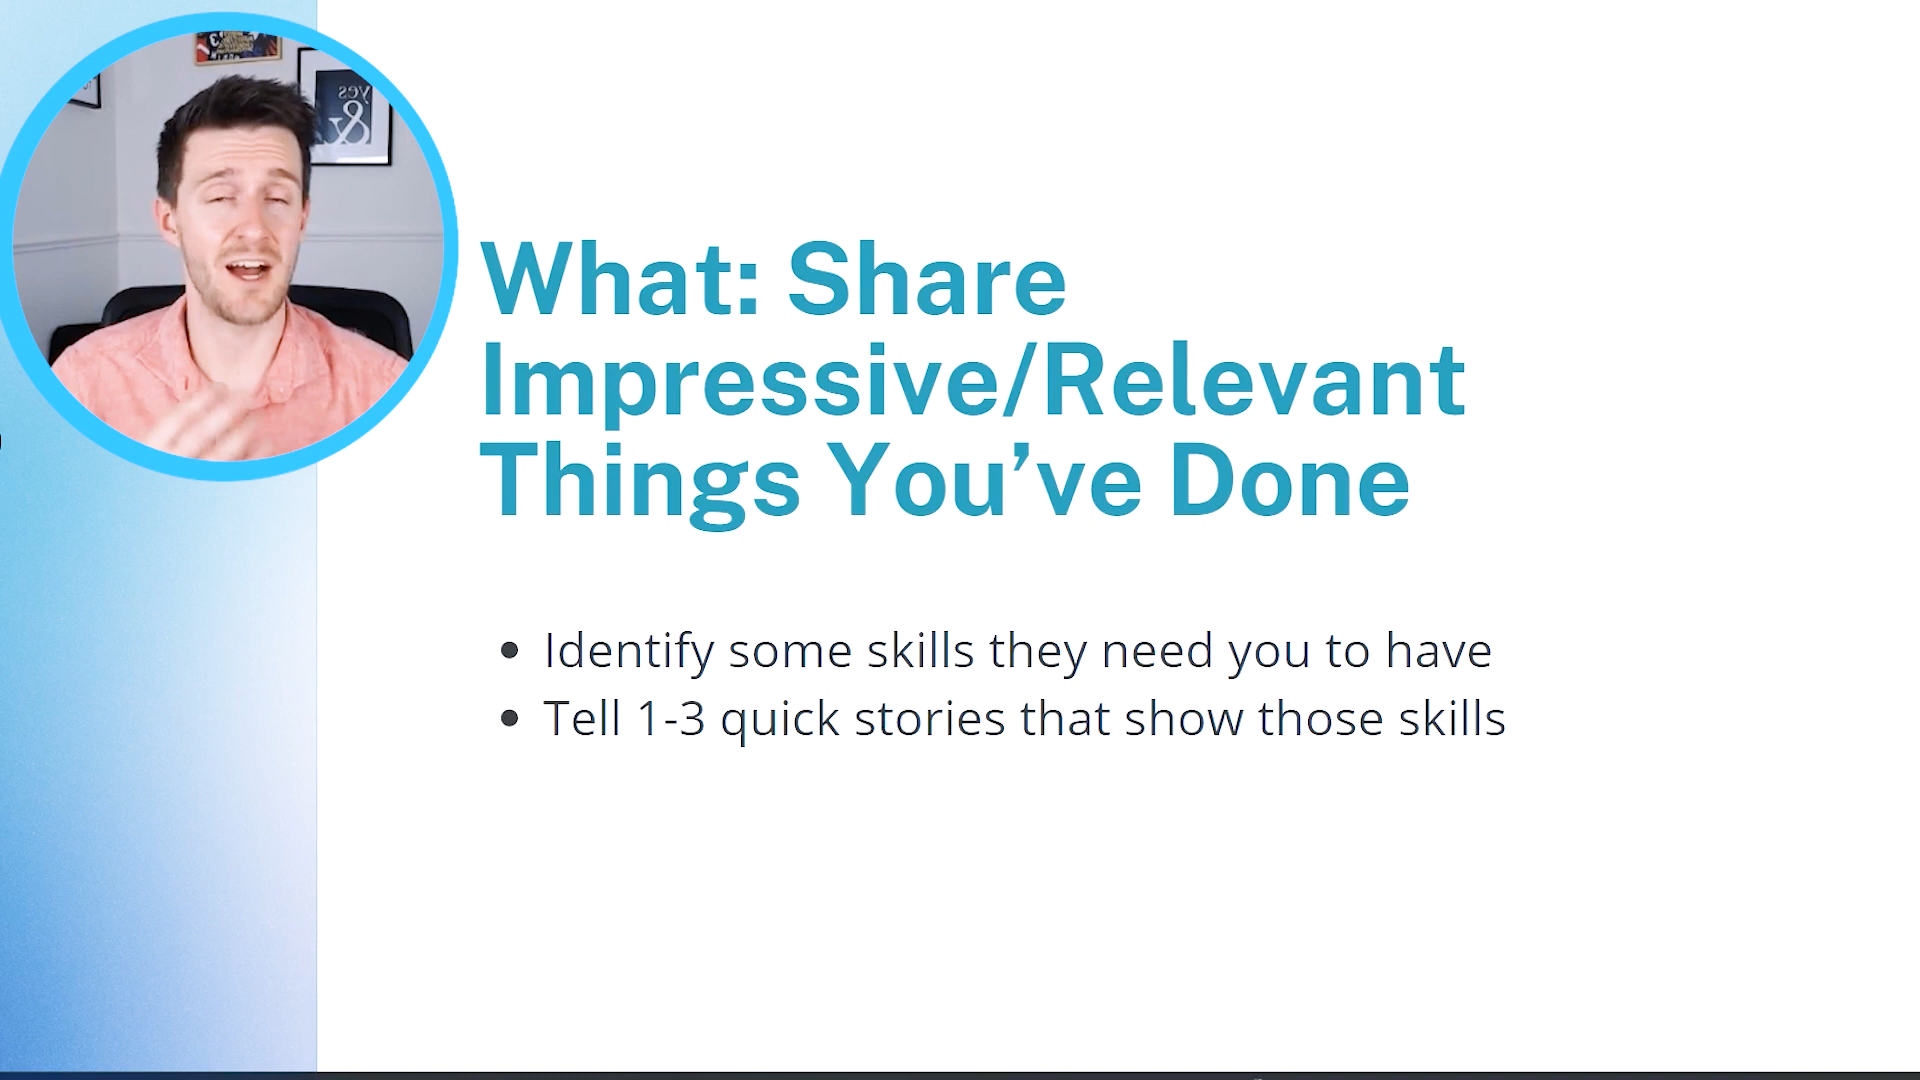 yes
&
What: Share
Impressive/Relevant
Things You’ve Done
• Identify some skills they need you to have
• Tell 1-3 quick stories that show those skills